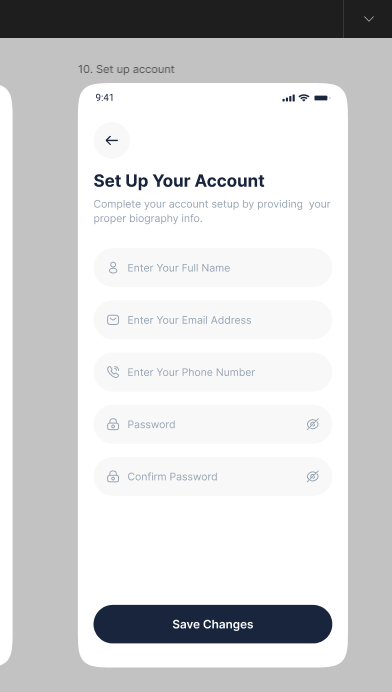 10. Set up account
9:41
Set Up Your Account
Complete your account setup by providing  your
proper biography info.
Enter Your Full Name
Enter Your Email Address
Enter Your Phone Number
Password
Confirm Password
Save Changes